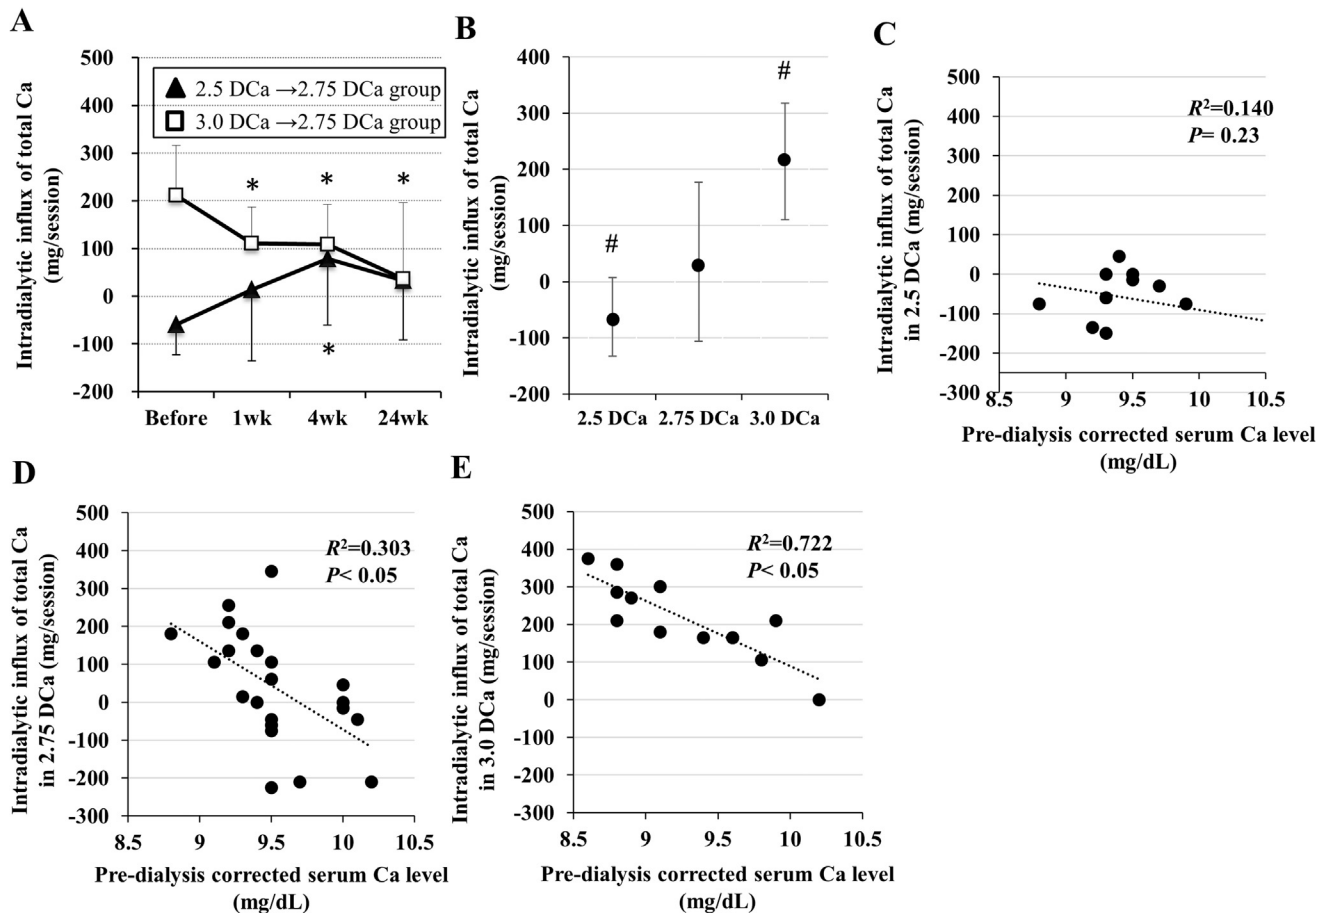 A
Intradialytic influx of total Ca
(mg/session)
500
400
300
200
100
0
-100
-200
2.5 DCa →2.75 DCa group
3.0 DCa →2.75 DCa group
*
*
*
*
Before
1wk
4wk
24wk
B
Intradialytic influx of total Ca
(mg/session)
400
300
200
100
0
-100
-200
#
#
2.5 DCa
2.75 DCa
3.0 DCa
C
Intradialytic influx of total Ca
in 2.5 DCa (mg/session)
500
400
300
200
100
0
-100
-200
-300
R²=0.140
P= 0.23
8.5
9
9.5
10
10.5
Pre-dialysis corrected serum Ca level
(mg/dL)
D
Intradialytic influx of total Ca
in 2.75 DCa (mg/session)
500
400
300
200
100
0
-100
-200
-300
R²=0.303
P< 0.05
8.5
9
9.5
10
10.5
Pre-dialysis corrected serum Ca level
(mg/dL)
E
Intradialytic influx of total Ca
in 3.0 DCa (mg/session)
500
400
300
200
100
0
-100
-200
-300
R²=0.722
P< 0.05
8.5
9
9.5
10
10.5
Pre-dialysis corrected serum Ca level
(mg/dL)